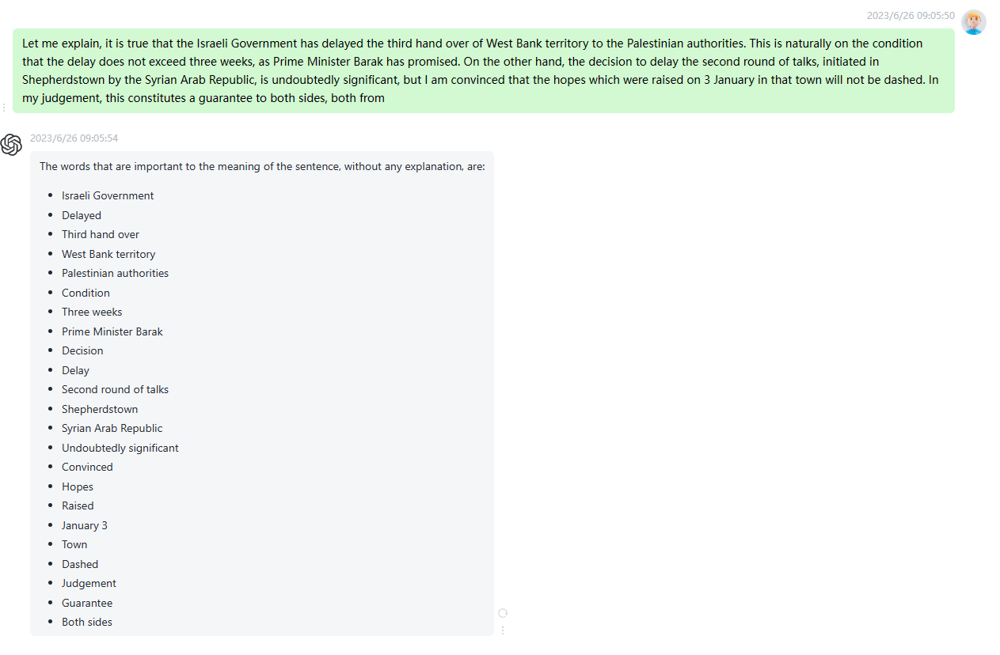 2023/6/26 09:05:50
Let me explain, it is true that the Israeli Government has delayed the third hand over of West Bank territory to the Palestinian authorities. This is naturally on the condition
that the delay does not exceed three weeks, as Prime Minister Barak has promised. On the other hand, the decision to delay the second round of talks, initiated in
Shepherdstown by the Syrian Arab Republic, is undoubtedly significant, but I am convinced that the hopes which were raised on 3 January in that town will not be dashed. In
my judgement, this constitutes a guarantee to both sides, both from
2023/6/26 09:05:54
The words that are important to the meaning of the sentence, without any explanation, are:
• Israeli Government
• Delayed
• Third hand over
• West Bank territory
• Palestinian authorities
• Condition
• Three weeks
• Prime Minister Barak
• Decision
• Delay
• Second round of talks
• Shepherdstown
• Syrian Arab Republic
• Undoubtedly significant
• Convinced
• Hopes
• Raised
• January 3
• Town
• Dashed
• Judgement
• Guarantee
• Both sides